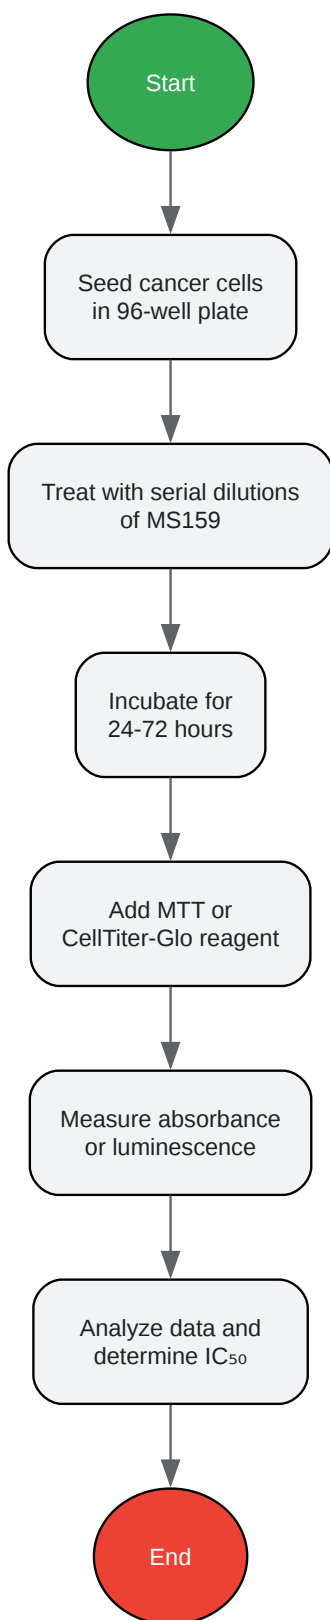 Start
Seed cancer cells
in 96-well plate
Treat with serial dilutions
of MS159
Incubate for
24-72 hours
Add MTT or
CellTiter-Glo reagent
Measure absorbance
or luminescence
Analyze data and
determine IC₅₀
End